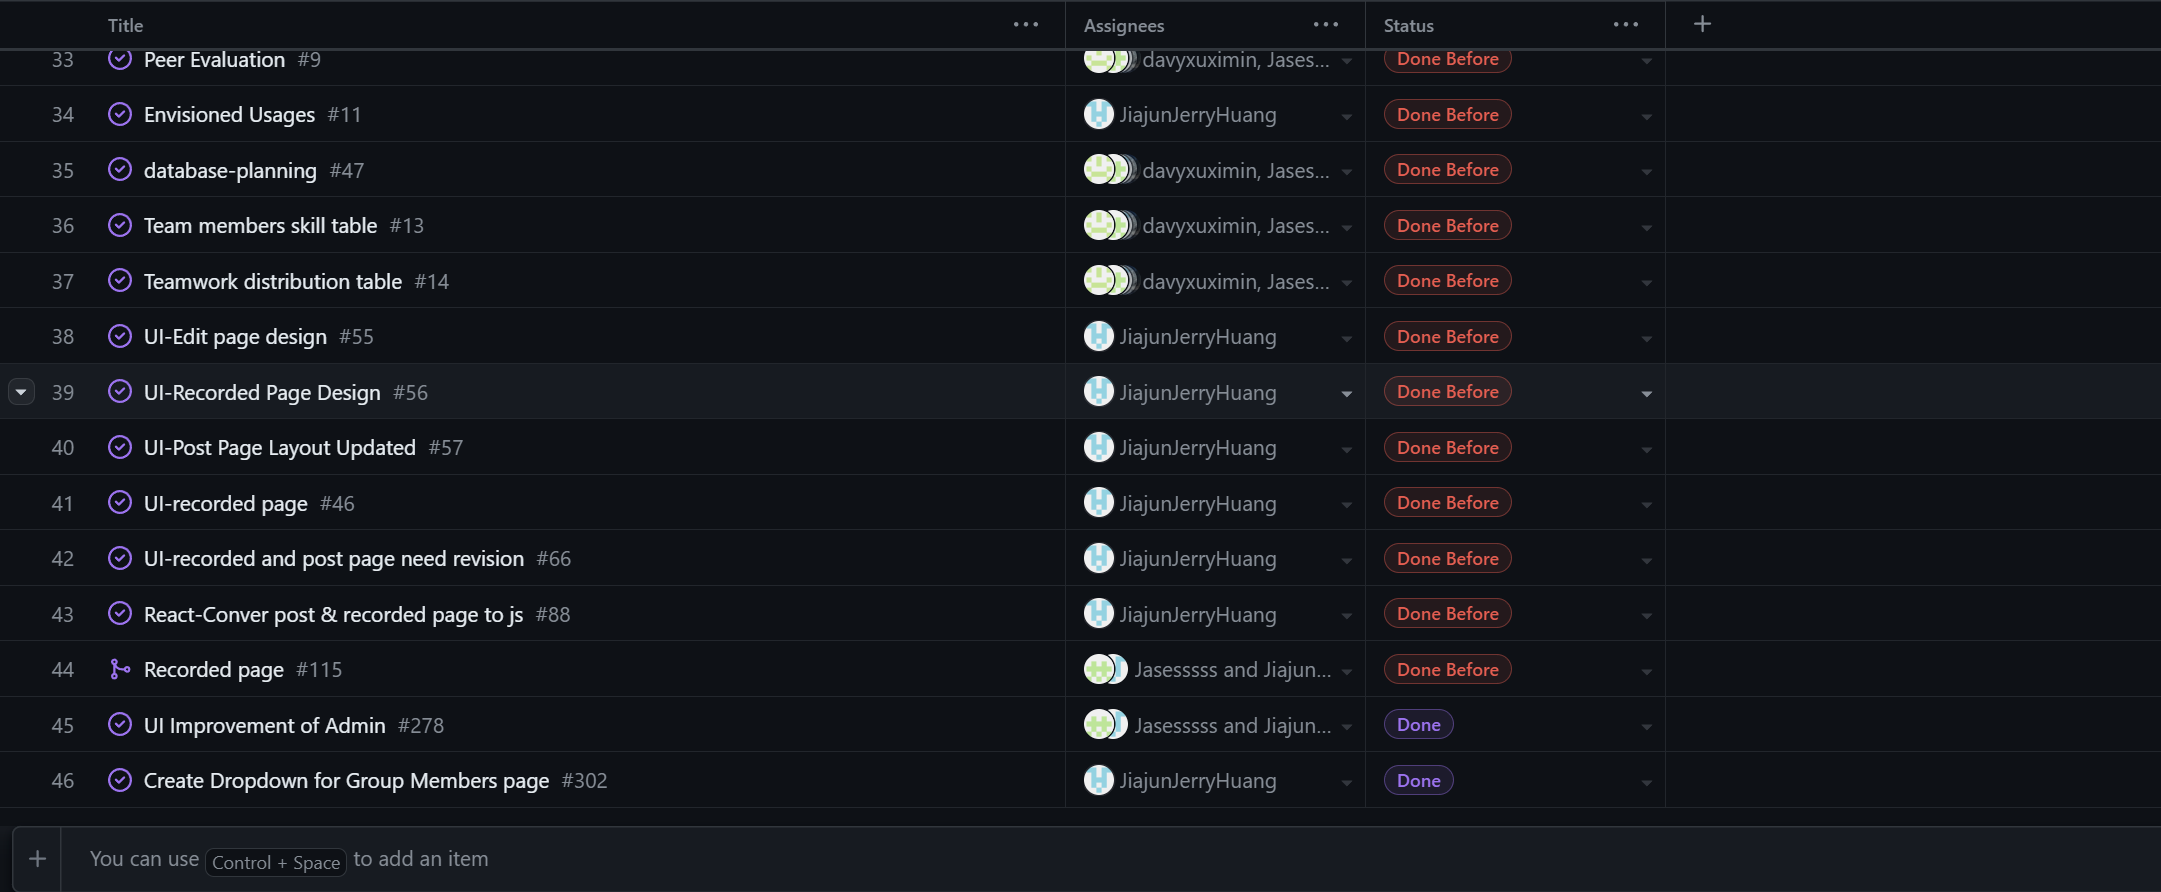 Title ... Assignees ... Status ... +
33 Peer Evaluation #9 davyxuximin, Jases... Done Before
34 Envisioned Usages #11 JiajunJerryHuang Done Before
35 database-planning #47 davyxuximin, Jases... Done Before
36 Team members skill table #13 davyxuximin, Jases... Done Before
37 Teamwork distribution table #14 davyxuximin, Jases... Done Before
38 UI-Edit page design #55 JiajunJerryHuang Done Before
39 UI-Recorded Page Design #56 JiajunJerryHuang Done Before
40 UI-Post Page Layout Updated #57 JiajunJerryHuang Done Before
41 UI-recorded page #46 JiajunJerryHuang Done Before
42 UI-recorded and post page need revision #66 JiajunJerryHuang Done Before
43 React-Conver post & recorded page to js #88 JiajunJerryHuang Done Before
44 Recorded page #115 Jasesssss and Jiajun... Done Before
45 UI Improvement of Admin #278 Jasesssss and Jiajun... Done
46 Create Dropdown for Group Members page #302 JiajunJerryHuang Done
+ You can use Control + Space to add an item